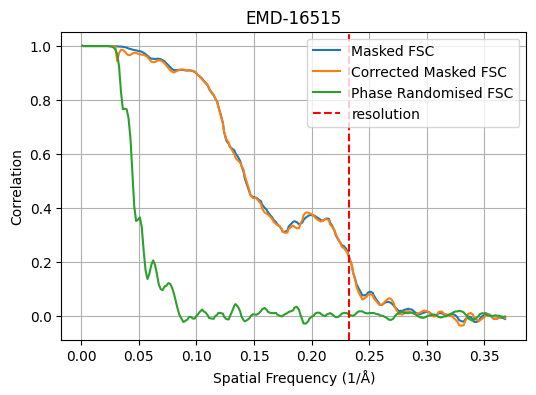 EMD-16515
Masked FSC
Corrected Masked FSC
Phase Randomised FSC
resolution
Correlation
1.0
0.8
0.6
0.4
0.2
0.0
0.00 0.05 0.10 0.15 0.20 0.25 0.30 0.35
Spatial Frequency (1/Å)